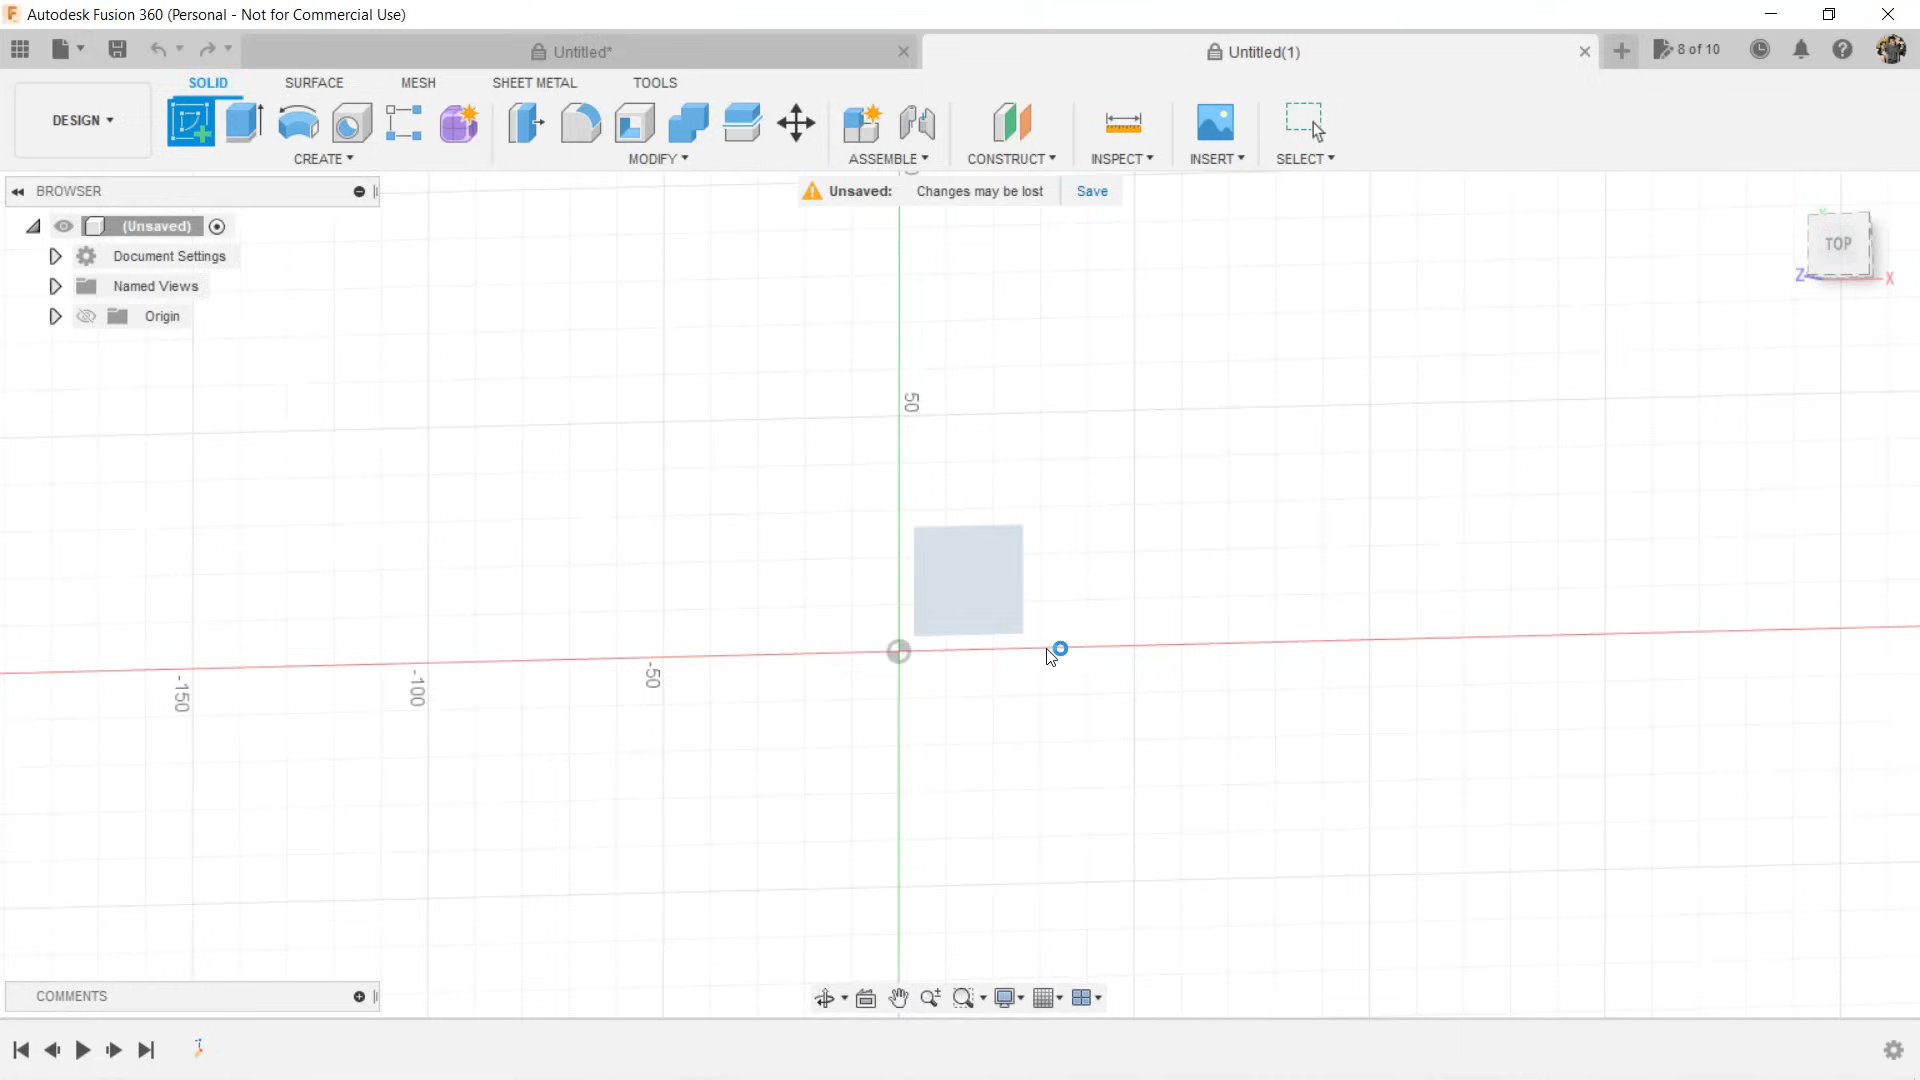 Autodesk Fusion 360 (Personal - Not for Commercial Use)
Untitled*
Untitled(1)
8 of 10
SOLID SURFACE MESH SHEET METAL TOOLS
DESIGN
CREATE MODIFY ASSEMBLE CONSTRUCT INSPECT INSERT SELECT
BROWSER
Unsaved: Changes may be lost Save
(Unsaved)
Document Settings
Named Views
Origin
TOP
Z
X
50
-50
-100
-150
COMMENTS